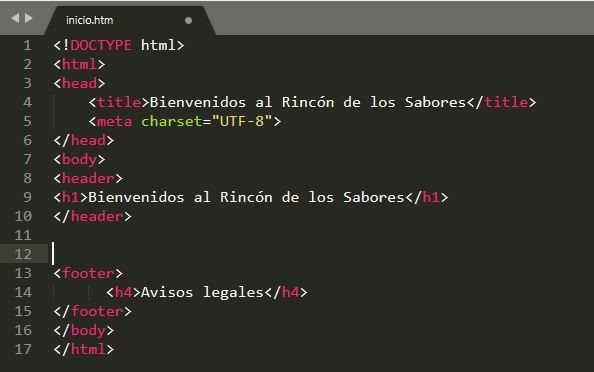 inicio.htm
1 <!DOCTYPE html>
2 <html>
3 <head>
4     <title>Bienvenidos al Rincón de los Sabores</title>
5     <meta charset="UTF-8">
6 </head>
7 <body>
8 <header>
9 <h1>Bienvenidos al Rincón de los Sabores</h1>
10 </header>
11
12
13 <footer>
14       <h4>Avisos legales</h4>
15 </footer>
16 </body>
17 </html>